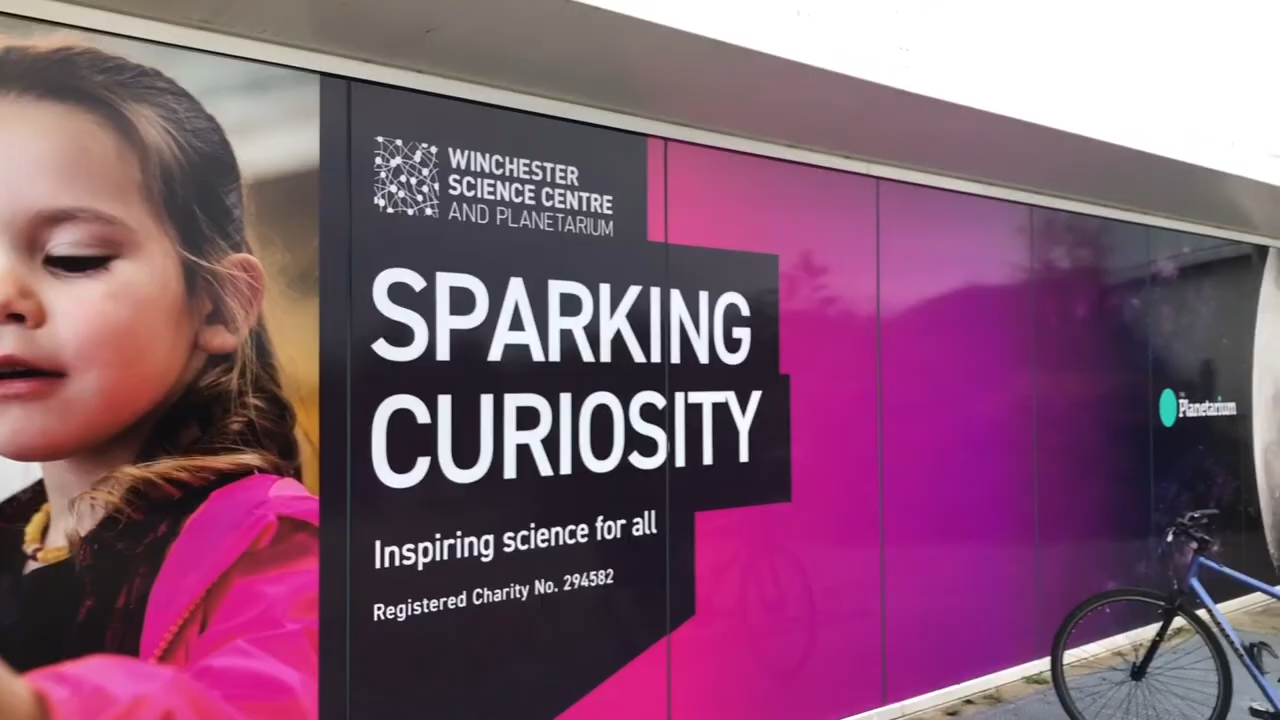 WINCHESTER
SCIENCE CENTRE
AND PLANETARIUM
SPARKING
CURIOSITY
Inspiring science for all
Registered Charity No. 294582
Planetarium